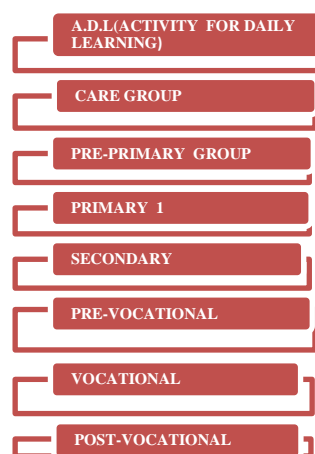 A.D.L(ACTIVITY FOR DAILY
LEARNING)
CARE GROUP
PRE-PRIMARY GROUP
PRIMARY 1
SECONDARY
PRE-VOCATIONAL
VOCATIONAL
POST-VOCATIONAL